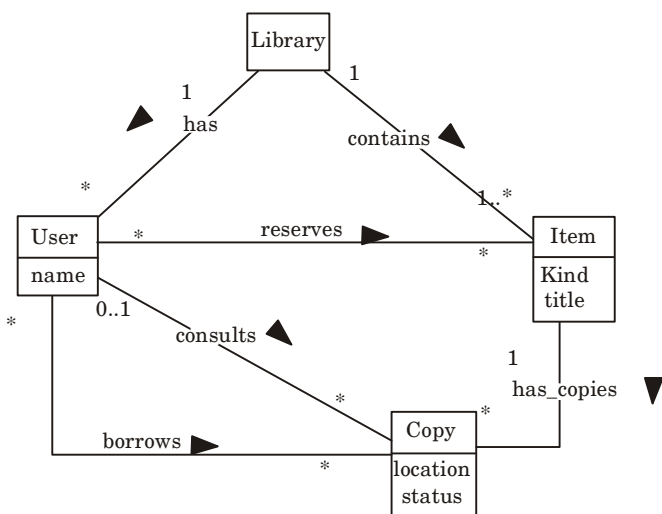 Library
1
1
has
contains
*
1..*
User
*
reserves
*
Item
name
Kind
title
0..1
*
consults
1
has_copies
*
*
Copy
borrows
*
location
status